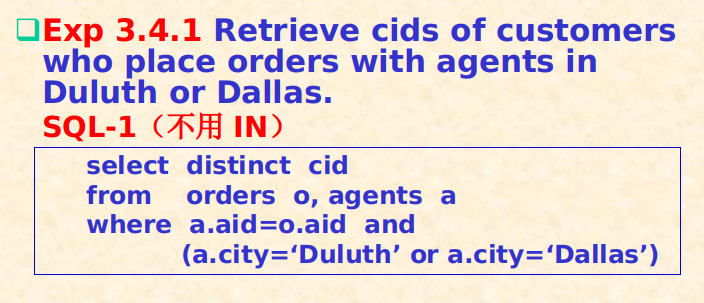 ❑Exp 3.4.1 Retrieve cids of customers
who place orders with agents in
Duluth or Dallas.
SQL-1（不用 IN）
select distinct cid
from orders o, agents a
where a.aid=o.aid and
(a.city=‘Duluth’ or a.city=‘Dallas’)